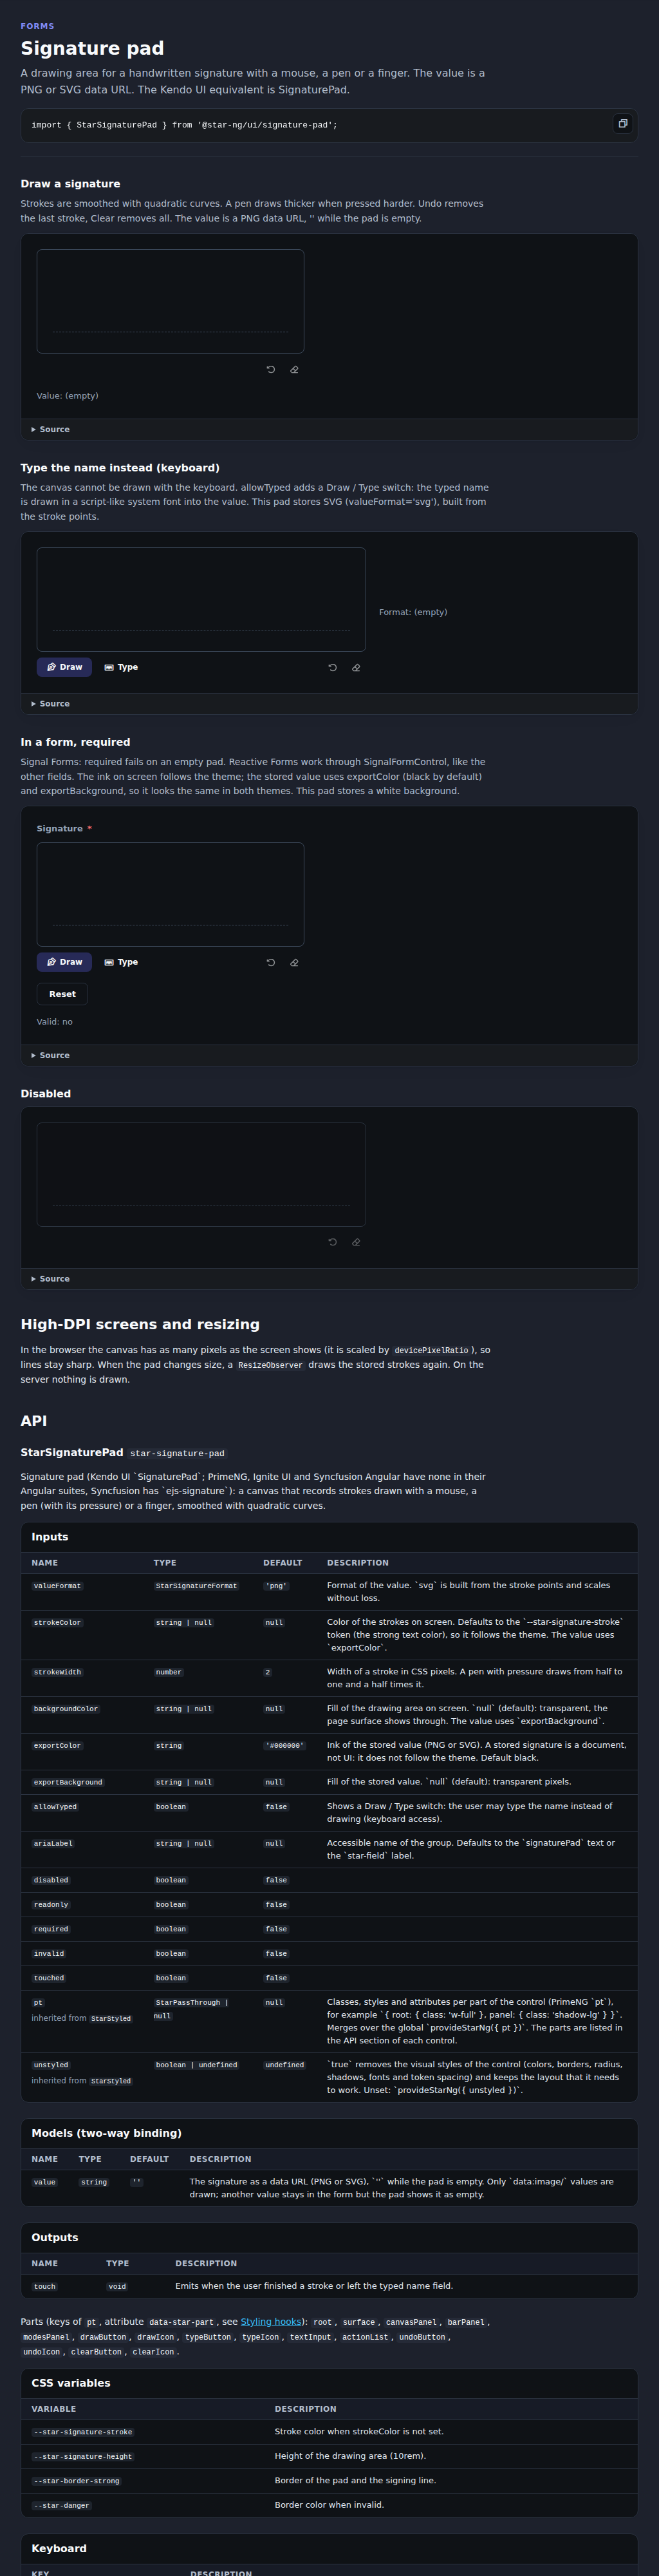 FORMS
Signature pad
A drawing area for a handwritten signature with a mouse, a pen or a finger. The value is a
PNG or SVG data URL. The Kendo UI equivalent is SignaturePad.
import { StarSignaturePad } from '@star-ng/ui/signature-pad';
Draw a signature
Strokes are smoothed with quadratic curves. A pen draws thicker when pressed harder. Undo removes
the last stroke, Clear removes all. The value is a PNG data URL, '' while the pad is empty.
Value: (empty)
▶ Source
Type the name instead (keyboard)
The canvas cannot be drawn with the keyboard. allowTyped adds a Draw / Type switch: the typed name
is drawn in a script-like system font into the value. This pad stores SVG (valueFormat='svg'), built from
the stroke points.
Format: (empty)
Draw Type
▶ Source
In a form, required
Signal Forms: required fails on an empty pad. Reactive Forms work through SignalFormControl, like the
other fields. The ink on screen follows the theme; the stored value uses exportColor (black by default)
and exportBackground, so it looks the same in both themes. This pad stores a white background.
Signature *
Draw Type
Reset
Valid: no
▶ Source
Disabled
▶ Source
High-DPI screens and resizing
In the browser the canvas has as many pixels as the screen shows (it is scaled by devicePixelRatio), so
lines stay sharp. When the pad changes size, a ResizeObserver draws the stored strokes again. On the
server nothing is drawn.
API
StarSignaturePad star-signature-pad
Signature pad (Kendo UI `SignaturePad`; PrimeNG, Ignite UI and Syncfusion Angular have none in their
Angular suites, Syncfusion has `ejs-signature`): a canvas that records strokes drawn with a mouse, a
pen (with its pressure) or a finger, smoothed with quadratic curves.
Inputs
NAME TYPE DEFAULT DESCRIPTION
valueFormat StarSignatureFormat 'png' Format of the value. `svg` is built from the stroke points and scales
without loss.
strokeColor string | null null Color of the strokes on screen. Defaults to the `--star-signature-stroke`
token (the strong text color), so it follows the theme. The value uses
`exportColor`.
strokeWidth number 2 Width of a stroke in CSS pixels. A pen with pressure draws from half to
one and a half times it.
backgroundColor string | null null Fill of the drawing area on screen. `null` (default): transparent, the
page surface shows through. The value uses `exportBackground`.
exportColor string '#000000' Ink of the stored value (PNG or SVG). A stored signature is a document,
not UI: it does not follow the theme. Default black.
exportBackground string | null null Fill of the stored value. `null` (default): transparent pixels.
allowTyped boolean false Shows a Draw / Type switch: the user may type the name instead of
drawing (keyboard access).
ariaLabel string | null null Accessible name of the group. Defaults to the `signaturePad` text or
the `star-field` label.
disabled boolean false
readonly boolean false
required boolean false
invalid boolean false
touched boolean false
pt StarPassThrough | null null Classes, styles and attributes per part of the control (PrimeNG `pt`),
inherited from StarStyled for example `{ root: { class: 'w-full' }, panel: { class: 'shadow-lg' } }`.
Merges over the global `provideStarNg({ pt })`. The parts are listed in
the API section of each control.
unstyled boolean | undefined undefined `true` removes the visual styles of the control (colors, borders, radius,
inherited from StarStyled shadows, fonts and token spacing) and keeps the layout that it needs
to work. Unset: `provideStarNg({ unstyled })`.
Models (two-way binding)
NAME TYPE DEFAULT DESCRIPTION
value string '' The signature as a data URL (PNG or SVG), `''` while the pad is empty. Only `data:image/` values are
drawn; another value stays in the form but the pad shows it as empty.
Outputs
NAME TYPE DESCRIPTION
touch void Emits when the user finished a stroke or left the typed name field.
Parts (keys of pt, attribute data-star-part, see Styling hooks): root, surface, canvasPanel, barPanel,
modesPanel, drawButton, drawIcon, typeButton, typeIcon, textInput, actionList, undoButton,
undoIcon, clearButton, clearIcon.
CSS variables
VARIABLE DESCRIPTION
--star-signature-stroke Stroke color when strokeColor is not set.
--star-signature-height Height of the drawing area (10rem).
--star-border-strong Border of the pad and the signing line.
--star-danger Border color when invalid.
Keyboard
KEY DESCRIPTION